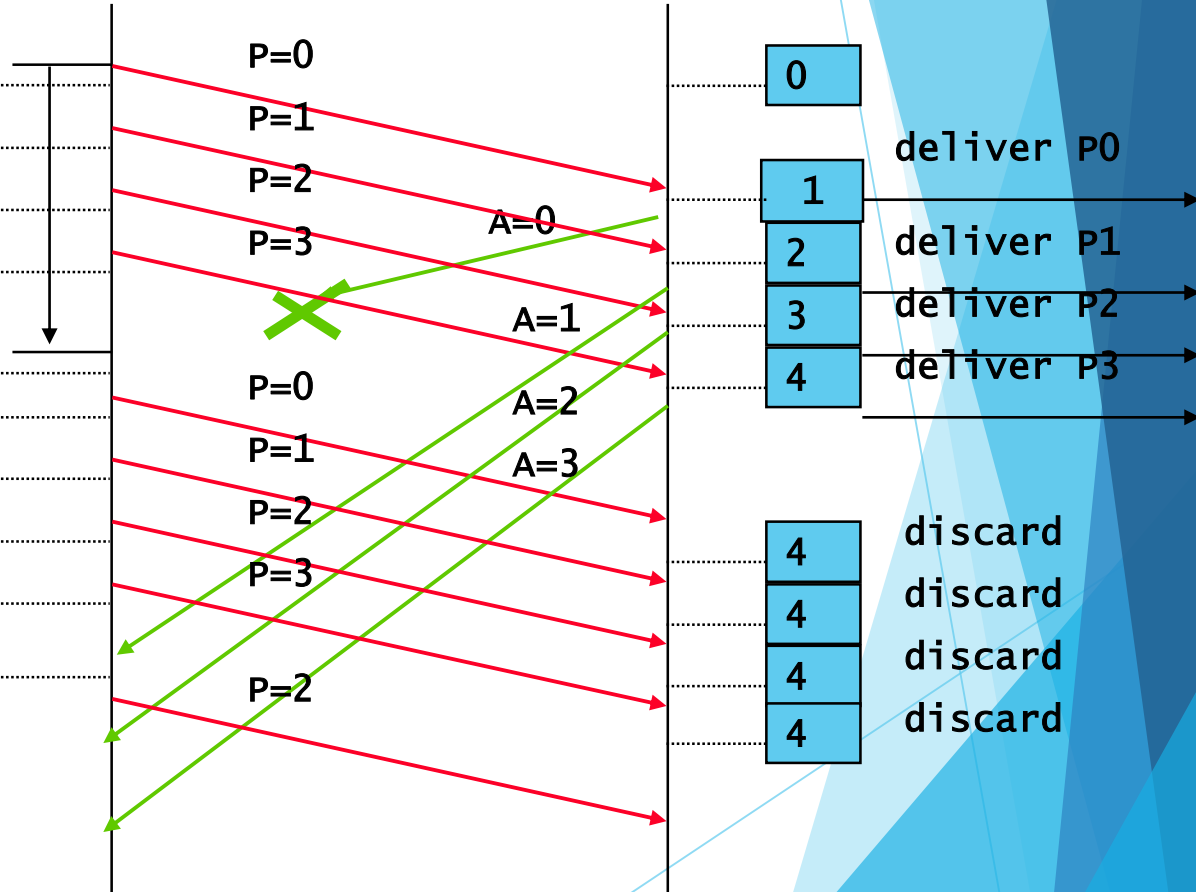 P=0
0
P=1
deliver P0
P=2
1
A=0
P=3
deliver P1
2
deliver P2
A=1
3
deliver P3
4
P=0
A=2
P=1
A=3
P=2
discard
4
P=3
discard
4
discard
4
P=2
discard
4